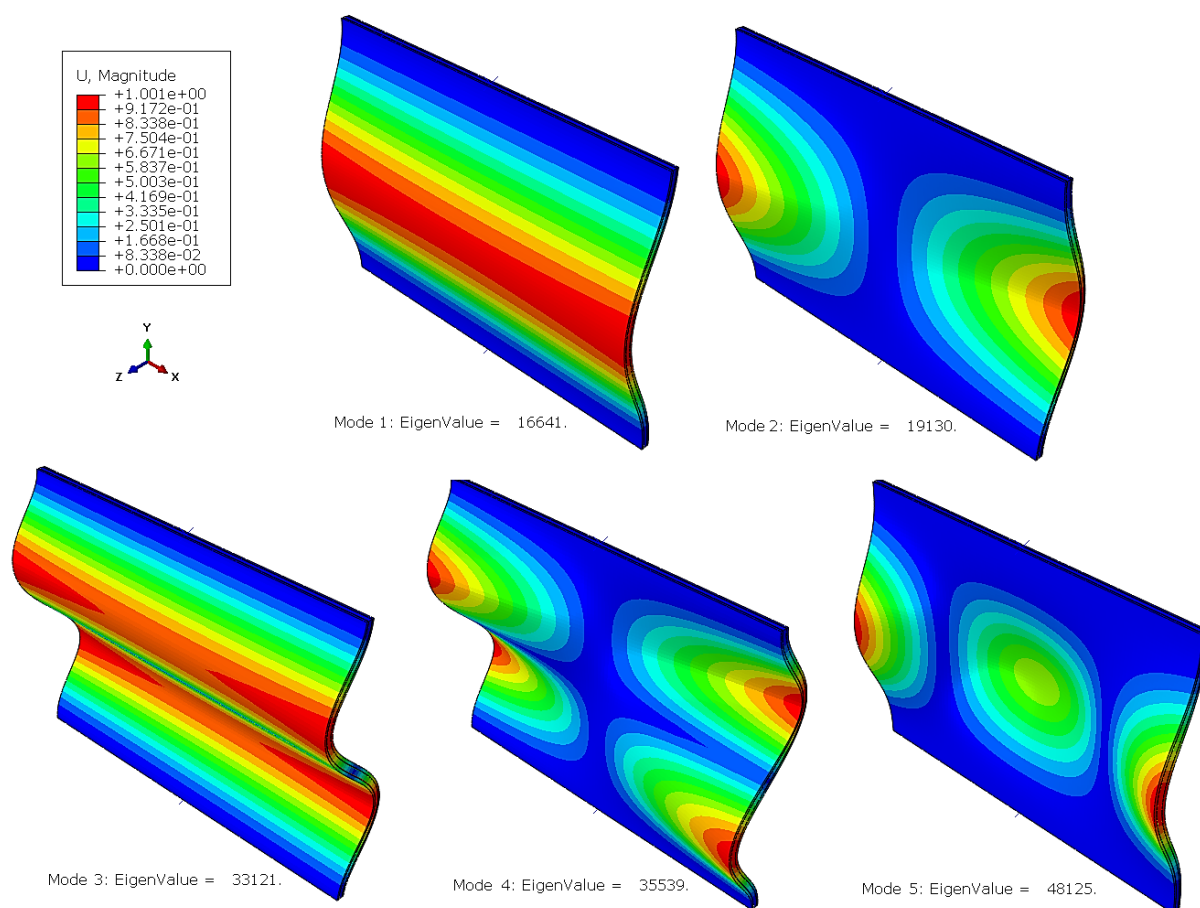 U, Magnitude
+1.001e+00
+9.172e-01
+8.338e-01
+7.504e-01
+6.671e-01
+5.837e-01
+5.003e-01
+4.169e-01
+3.335e-01
+2.501e-01
+1.668e-01
+8.338e-02
+0.000e+00
Y
Z
X
Mode 1: EigenValue = 16641.
Mode 2: EigenValue = 19130.
Mode 3: EigenValue = 33121.
Mode 4: EigenValue = 35539.
Mode 5: EigenValue = 48125.